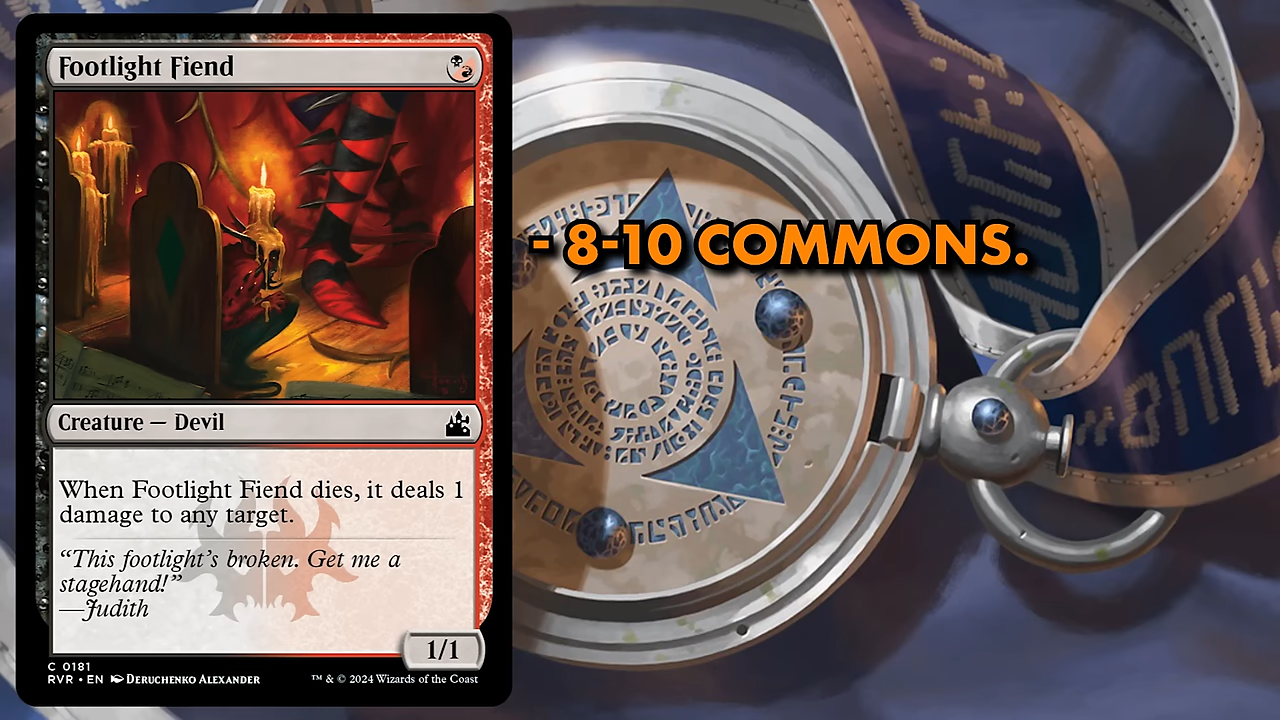 Footlight Fiend
Creature — Devil
When Footlight Fiend dies, it deals 1
damage to any target.
“This footlight's broken. Get me a
stagehand!”
—Judith
1/1
C 0181
RVR • EN Deruchenko Alexander
™ & © 2024 Wizards of the Coast
- 8-10 COMMONS.